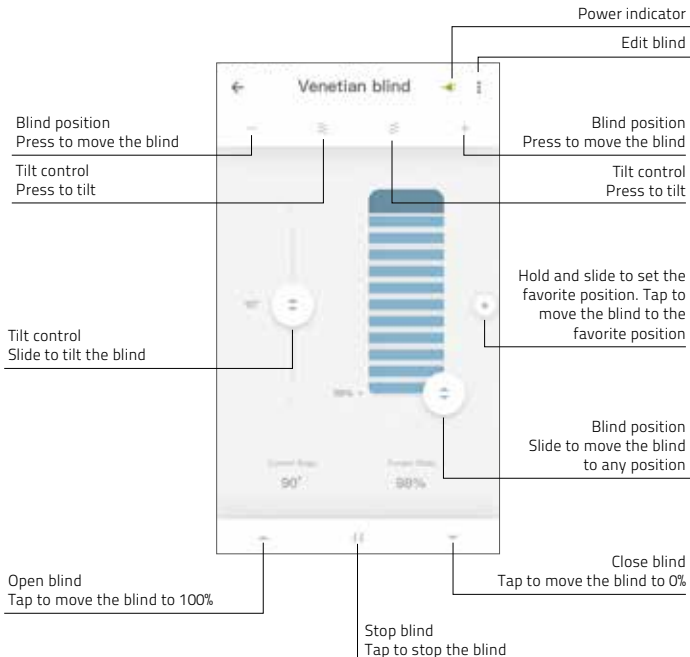 Power indicator
Edit blind
Venetian blind
Blind position
Press to move the blind
Tilt control
Press to tilt
Blind position
Press to move the blind
Tilt control
Press to tilt
Hold and slide to set the
favorite position. Tap to
move the blind to the
favorite position
90°
Tilt control
Slide to tilt the blind
98%
Blind position
Slide to move the blind
to any position
90°
98%
Open blind
Tap to move the blind to 100%
Close blind
Tap to move the blind to 0%
Stop blind
Tap to stop the blind